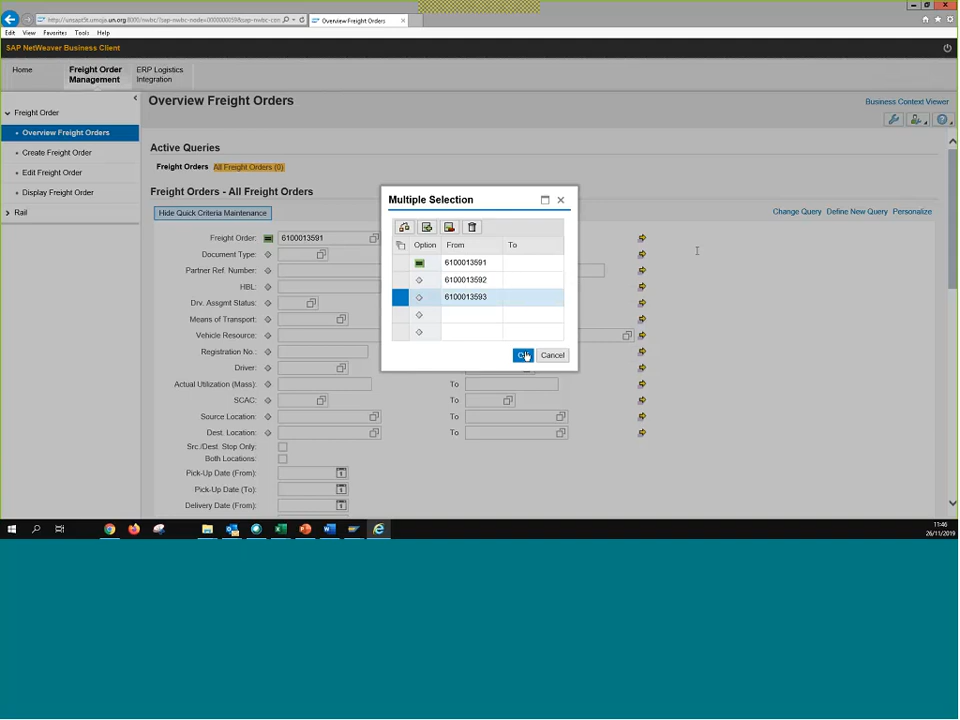 Overview Freight Orders
Edit View Favorites Tools Help
SAP NetWeaver Business Client
Home
Freight Order Management
ERP Logistics Integration
Freight Order
Overview Freight Orders
Create Freight Order
Edit Freight Order
Display Freight Order
Rail
Overview Freight Orders
Business Context Viewer
Active Queries
Freight Orders All Freight Orders (0)
Freight Orders - All Freight Orders
Change Query Define New Query Personalize
Hide Quick Criteria Maintenance
Freight Order: 6100013591
Document Type:
Partner Ref. Number:
HBL:
Drv. Assgmt Status:
Means of Transport:
Vehicle Resource:
Registration No.:
Driver:
Actual Utilization (Mass): To
SCAC: To
Source Location: To
Dest. Location: To
Src./Dest. Stop Only:
Both Locations:
Pick-Up Date (From):
Pick-Up Date (To):
Delivery Date (From):
Multiple Selection
Option From To
6100013591
6100013592
6100013593
Cancel
11:46
26/11/2019